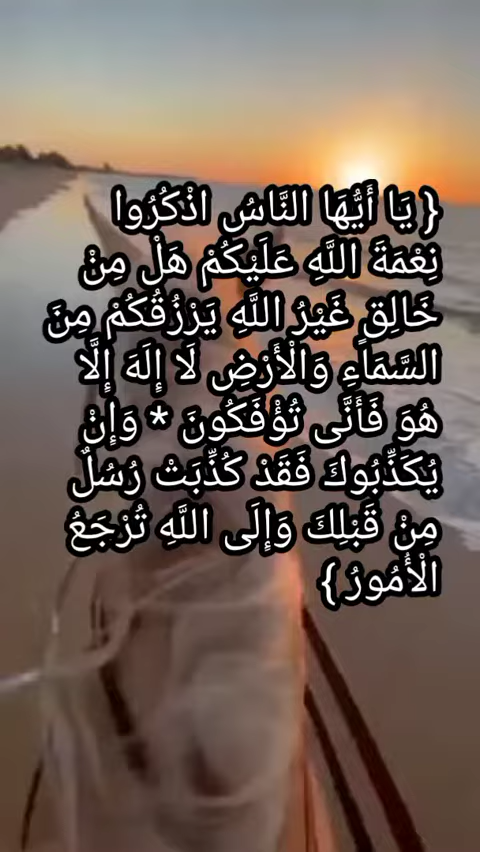 { يَا أَيُّهَا النَّاسُ اذْكُرُوا
نِعْمَةَ اللَّهِ عَلَيْكُمْ هَلْ مِنْ
خَالِقٍ غَيْرُ اللَّهِ يَرْزُقُكُمْ مِنَ
السَّمَاءِ وَالْأَرْضِ لَا إِلَهَ إِلَّا
هُوَ فَأَنَّى تُؤْفَكُونَ * وَإِنْ
يُكَذِّبُوكَ فَقَدْ كُذِّبَتْ رُسُلٌ
مِنْ قَبْلِكَ وَإِلَى اللَّهِ تُرْجَعُ
الْأُمُورُ }